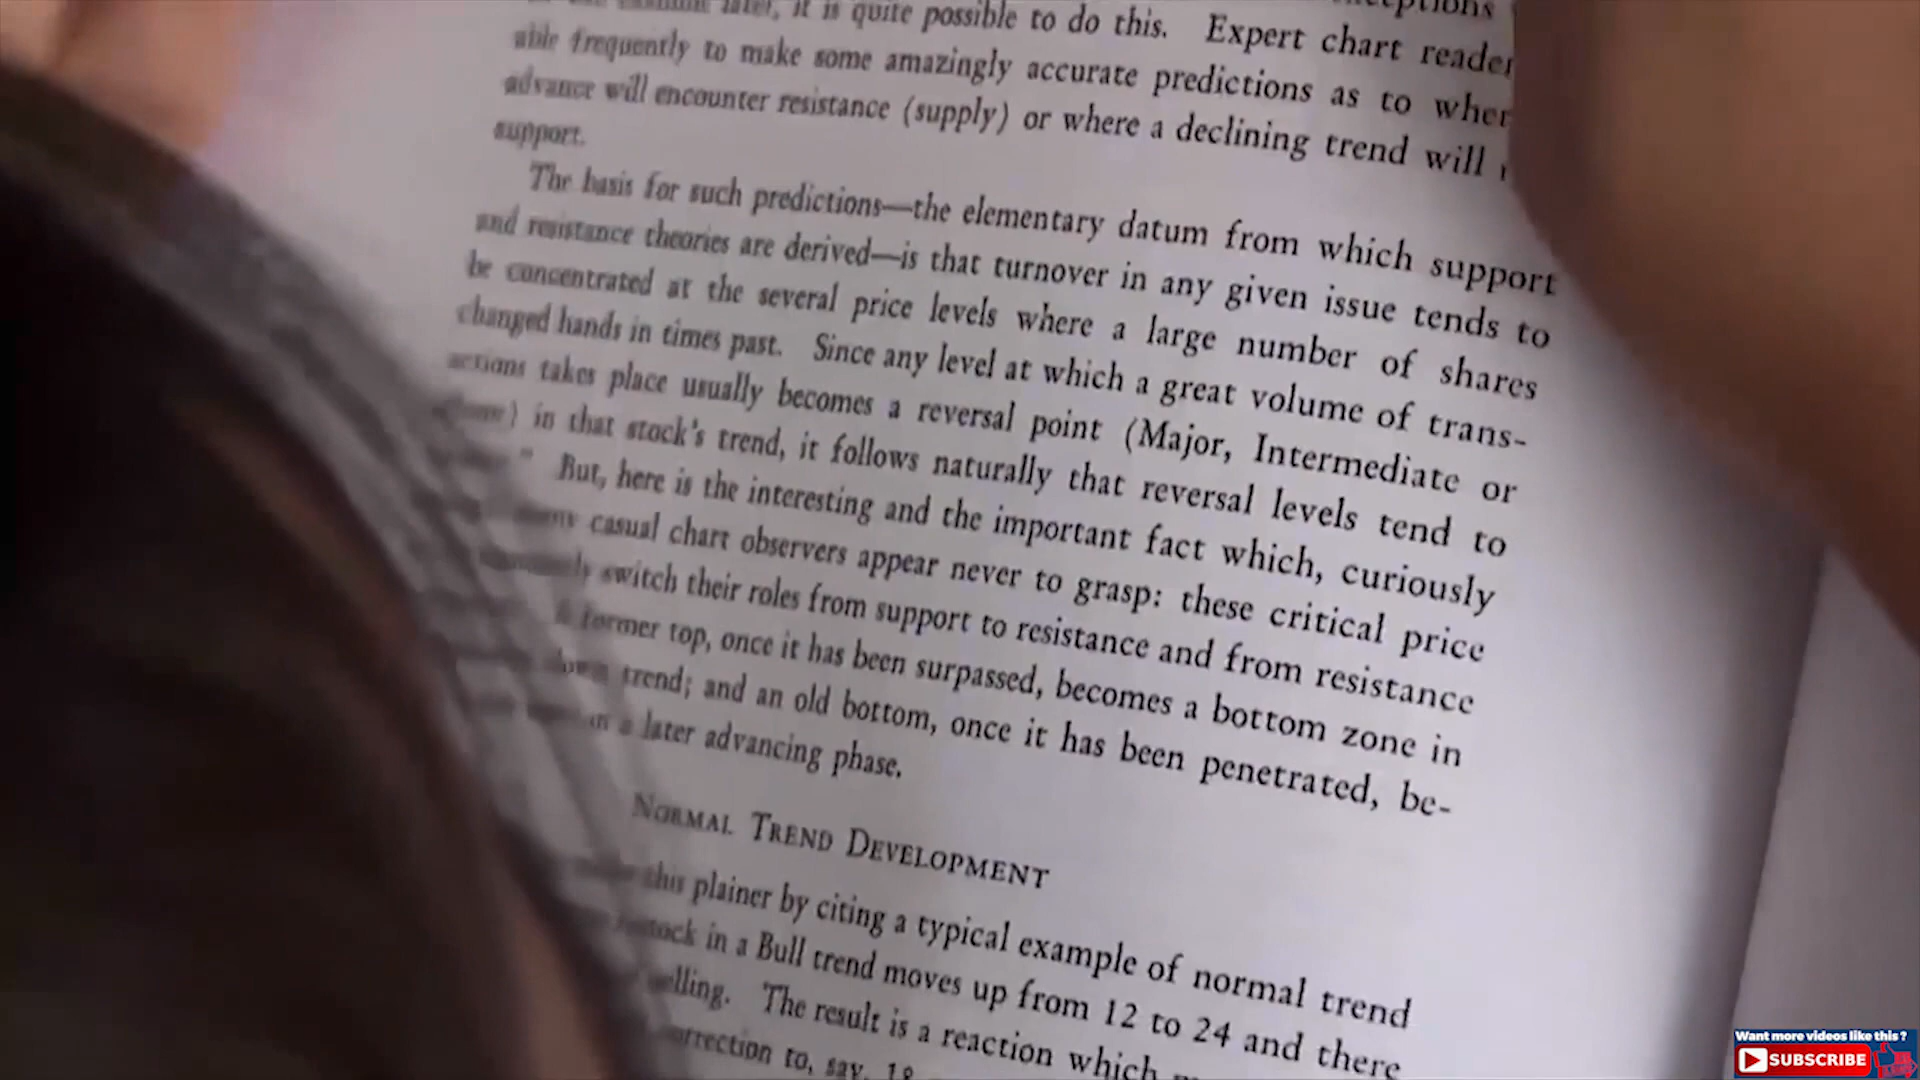 it is quite possible to do this. Expert chart
able frequently to make some amazingly accurate predictions as to
advance will encounter resistance (supply) or where a declining trend will
support.
The basis for such predictions—the elementary datum from which support
and resistance theories are derived—is that turnover in any given issue tends to
be concentrated at the several price levels where a large number of shares
changed hands in times past. Since any level at which a great volume of trans-
actions takes place usually becomes a reversal point (Major, Intermediate or
in that stock's trend, it follows naturally that reversal levels tend to
" But, here is the interesting and the important fact which, curiously
casual chart observers appear never to grasp: these critical price
switch their roles from support to resistance and from resistance
former top, once it has been surpassed, becomes a bottom zone in
down trend; and an old bottom, once it has been penetrated, be-
in a later advancing phase.
NORMAL TREND DEVELOPMENT
this plainer by citing a typical example of normal trend
stock in a Bull trend moves up from 12 to 24 and there
The result is a reaction which
to, say, 18
Want more videos like this?
SUBSCRIBE